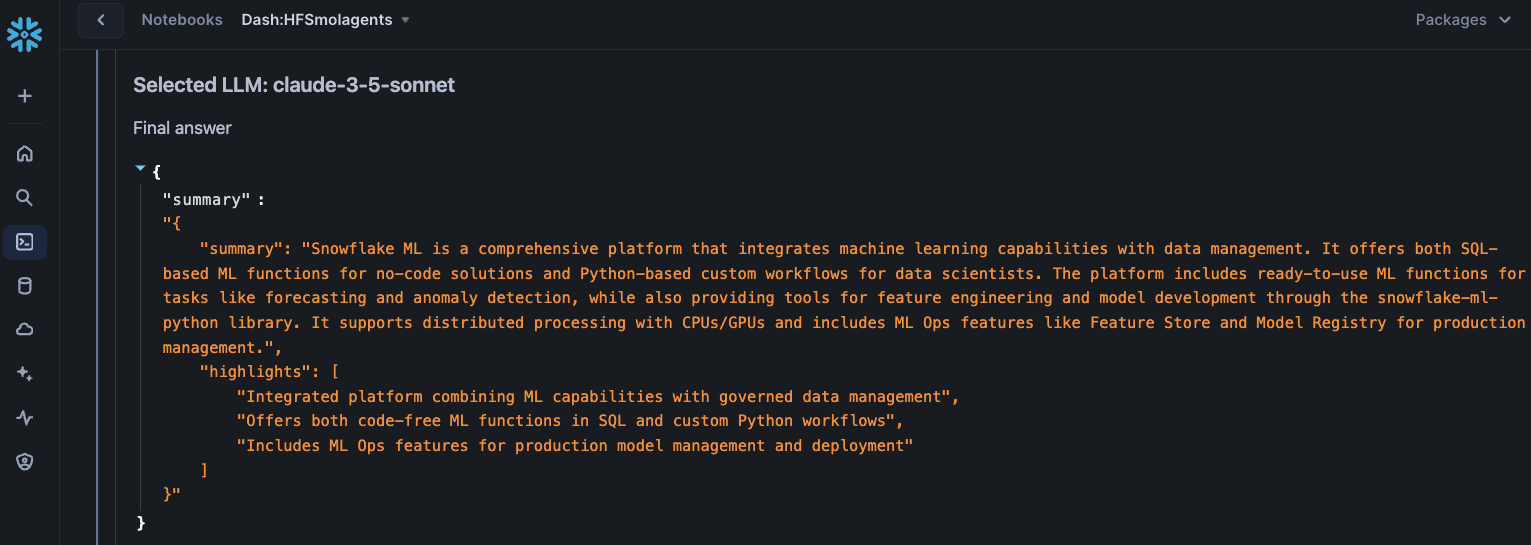 Notebooks Dash:HFSmolagents Packages
Selected LLM: claude-3-5-sonnet
Final answer
{
"summary" :
"{
"summary": "Snowflake ML is a comprehensive platform that integrates machine learning capabilities with data management. It offers both SQL-
based ML functions for no-code solutions and Python-based custom workflows for data scientists. The platform includes ready-to-use ML functions for
tasks like forecasting and anomaly detection, while also providing tools for feature engineering and model development through the snowflake-ml-
python library. It supports distributed processing with CPUs/GPUs and includes ML Ops features like Feature Store and Model Registry for production
management.",
"highlights": [
"Integrated platform combining ML capabilities with governed data management",
"Offers both code-free ML functions in SQL and custom Python workflows",
"Includes ML Ops features for production model management and deployment"
]
}"
}